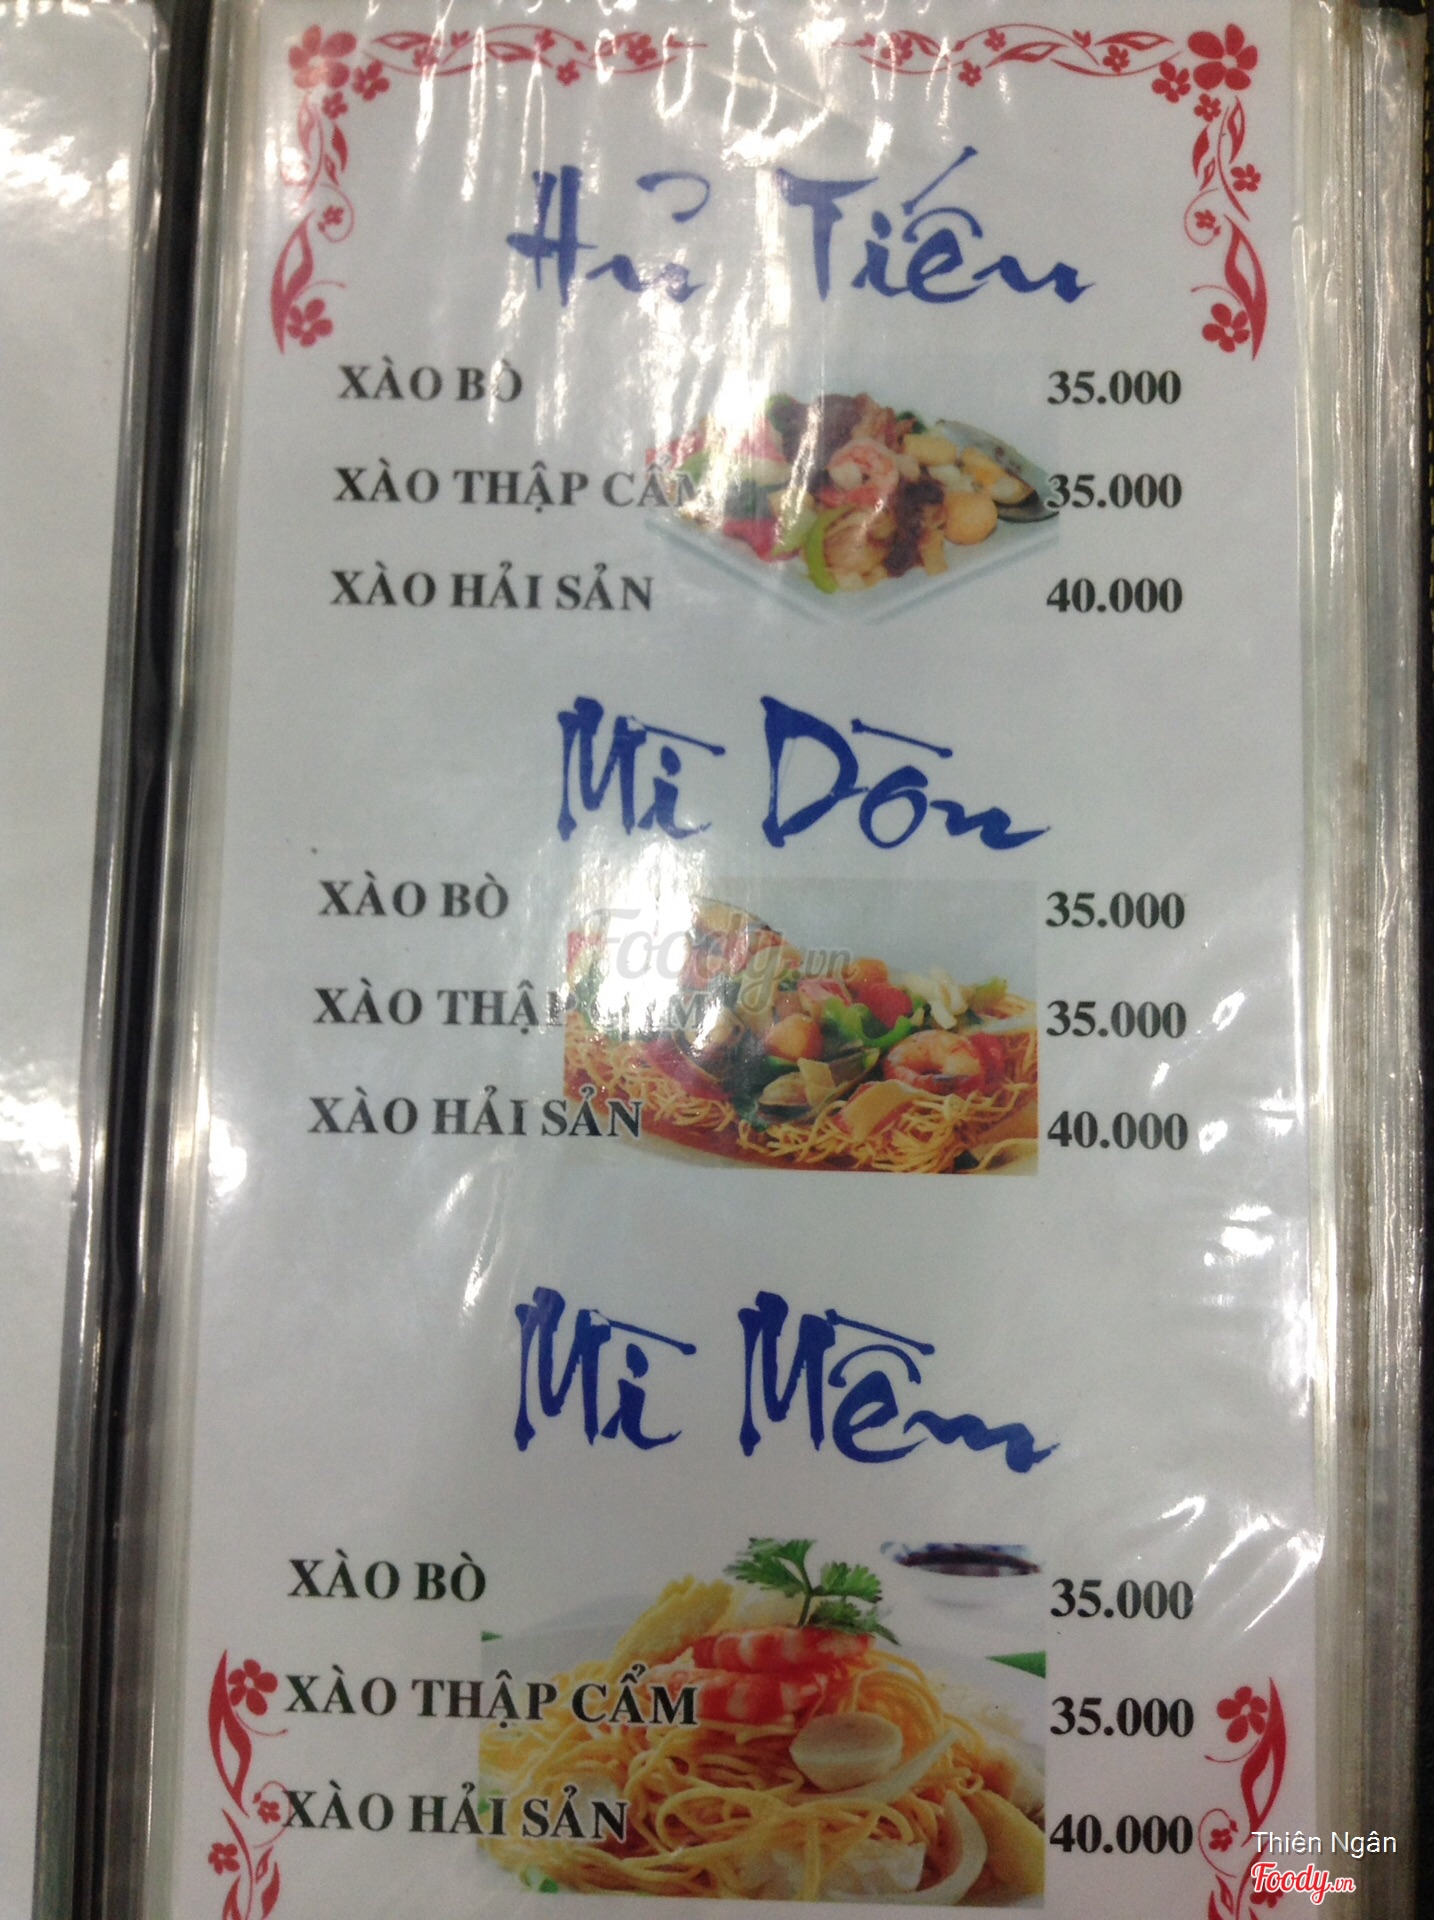 Hủ Tiếu
XÀO BÒ 35.000
XÀO THẬP CẨM 35.000
XÀO HẢI SẢN 40.000
Mì Dòn
XÀO BÒ 35.000
XÀO THẬP CẨM 35.000
XÀO HẢI SẢN 40.000
Mì Mềm
XÀO BÒ 35.000
XÀO THẬP CẨM 35.000
XÀO HẢI SẢN 40.000
Foody.vn
Thiên Ngân
Foody.vn